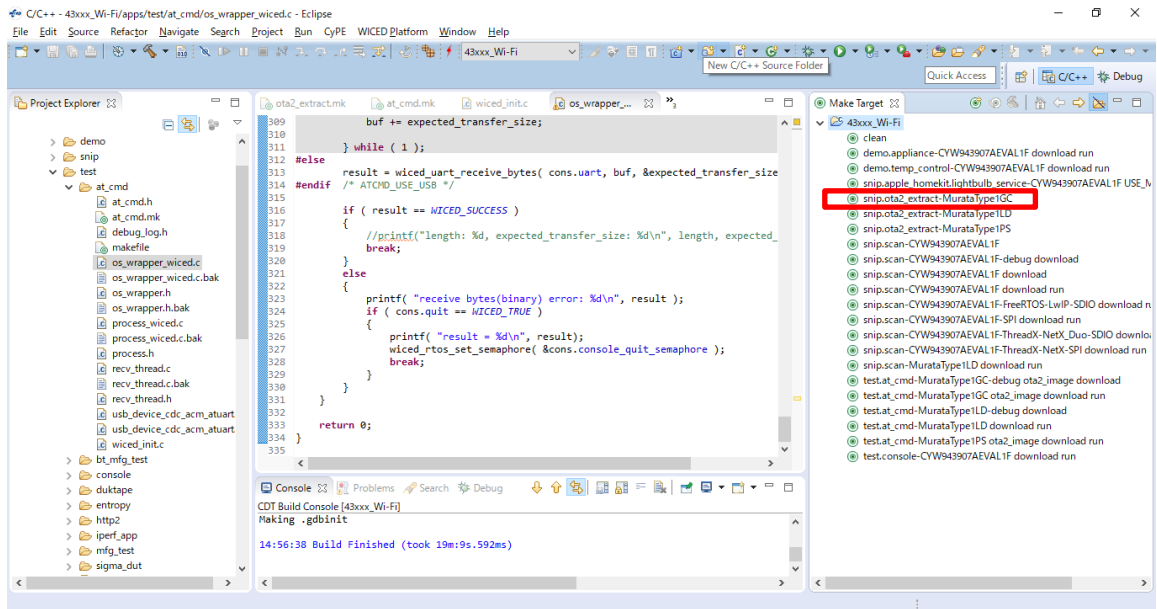 C/C++ - 43xxx_Wi-Fi/apps/test/at_cmd/os_wrapper_wiced.c - Eclipse
File Edit Source Refactor Navigate Search Project Run CyPE WICED Platform Window Help
43xxx_Wi-Fi
New C/C++ Source Folder
Quick Access
C/C++
Debug
Project Explorer
demo
snip
test
at_cmd
at_cmd.h
at_cmd.mk
debug_log.h
makefile
os_wrapper_wiced.c
os_wrapper_wiced.c.bak
os_wrapper.h
os_wrapper.h.bak
process_wiced.c
process_wiced.c.bak
process.h
recv_thread.c
recv_thread.c.bak
recv_thread.h
usb_device_cdc_acm_atuart
usb_device_cdc_acm_atuart.
wiced_init.c
bt_mfg_test
console
duktape
entropy
http2
iperf_app
mfg_test
sigma_dut
ota2_extract.mk
at_cmd.mk
wiced_init.c
os_wrapper_...
»3
309 buf += expected_transfer_size;
310
311 } while ( 1 );
312 #else
313 result = wiced_uart_receive_bytes( cons.uart, buf, &expected_transfer_size
314 #endif /* ATCMD_USE_USB */
315
316 if ( result == WICED_SUCCESS )
317 {
318 //printf("length: %d, expected_transfer_size: %d\n", length, expected_
319 break;
320 }
321 else
322 {
323 printf( "receive bytes(binary) error: %d\n", result );
324 if ( cons.quit == WICED_TRUE )
325 {
326 printf( "result = %d\n", result);
327 wiced_rtos_set_semaphore( &cons.console_quit_semaphore );
328 break;
329 }
330 }
331 }
332
333 return 0;
334 }
335
Console
Problems
Search
Debug
CDT Build Console [43xxx_Wi-Fi]
Making .gdbinit
14:56:38 Build Finished (took 19m:9s.592ms)
Make Target
43xxx_Wi-Fi
clean
demo.appliance-CYW943907AEVAL1F download run
demo.temp_control-CYW943907AEVAL1F download run
snip.apple_homekit.lightbulb_service-CYW943907AEVAL1F USE_M
snip.ota2_extract-MurataType1GC
snip.ota2_extract-MurataType1LD
snip.ota2_extract-MurataType1PS
snip.scan-CYW943907AEVAL1F
snip.scan-CYW943907AEVAL1F-debug download
snip.scan-CYW943907AEVAL1F download
snip.scan-CYW943907AEVAL1F download run
snip.scan-CYW943907AEVAL1F-FreeRTOS-LwIP-SDIO download ru
snip.scan-CYW943907AEVAL1F-SPI download run
snip.scan-CYW943907AEVAL1F-ThreadX-NetX_Duo-SDIO downloa
snip.scan-CYW943907AEVAL1F-ThreadX-NetX-SPI download run
snip.scan-MurataType1LD download run
test.at_cmd-MurataType1GC-debug ota2_image download
test.at_cmd-MurataType1GC ota2_image download run
test.at_cmd-MurataType1LD-debug download
test.at_cmd-MurataType1LD download run
test.at_cmd-MurataType1PS ota2_image download run
test.console-CYW943907AEVAL1F download run